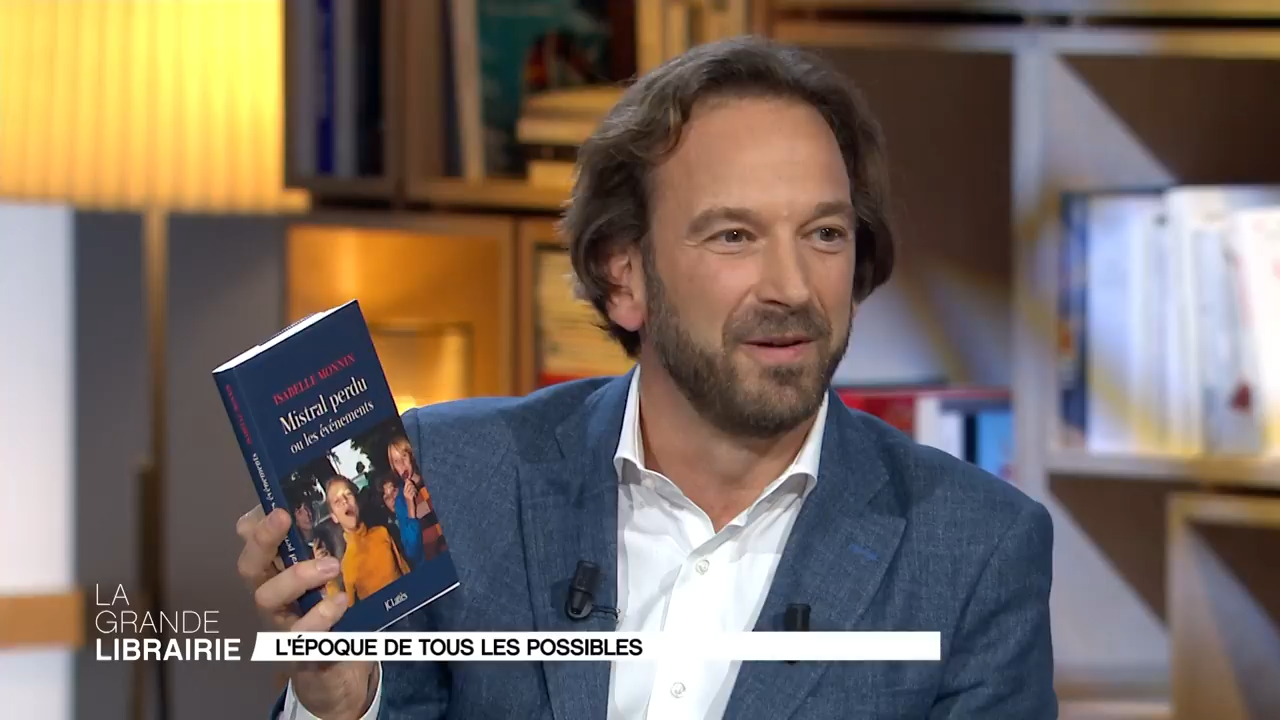 ISABELLE MONNIN
Mistral perdu
ou les événements
JC Lattès
LA
GRANDE
LIBRAIRIE
L'ÉPOQUE DE TOUS LES POSSIBLES